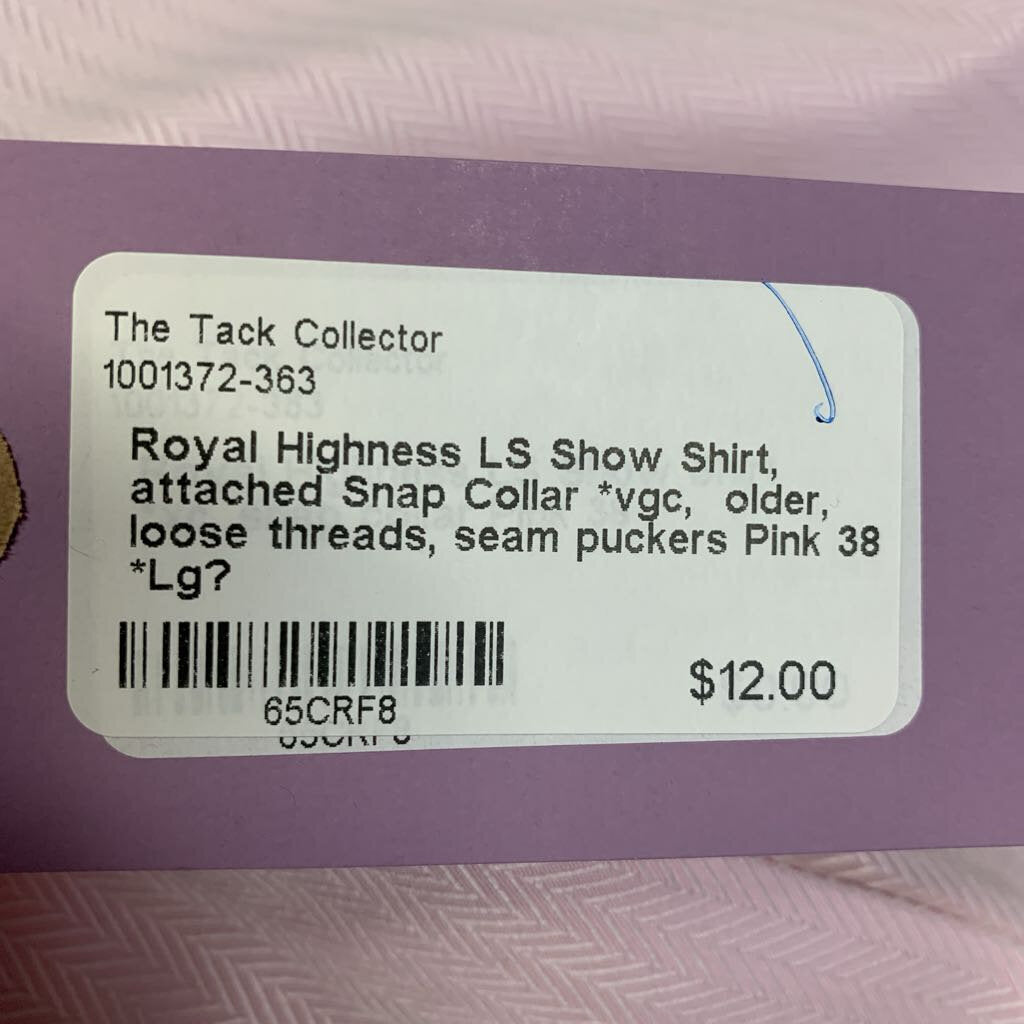 The Tack Collector
1001372-363
Royal Highness LS Show Shirt,
attached Snap Collar *vgc, older,
loose threads, seam puckers Pink 38
*Lg?
65CRF8
$12.00